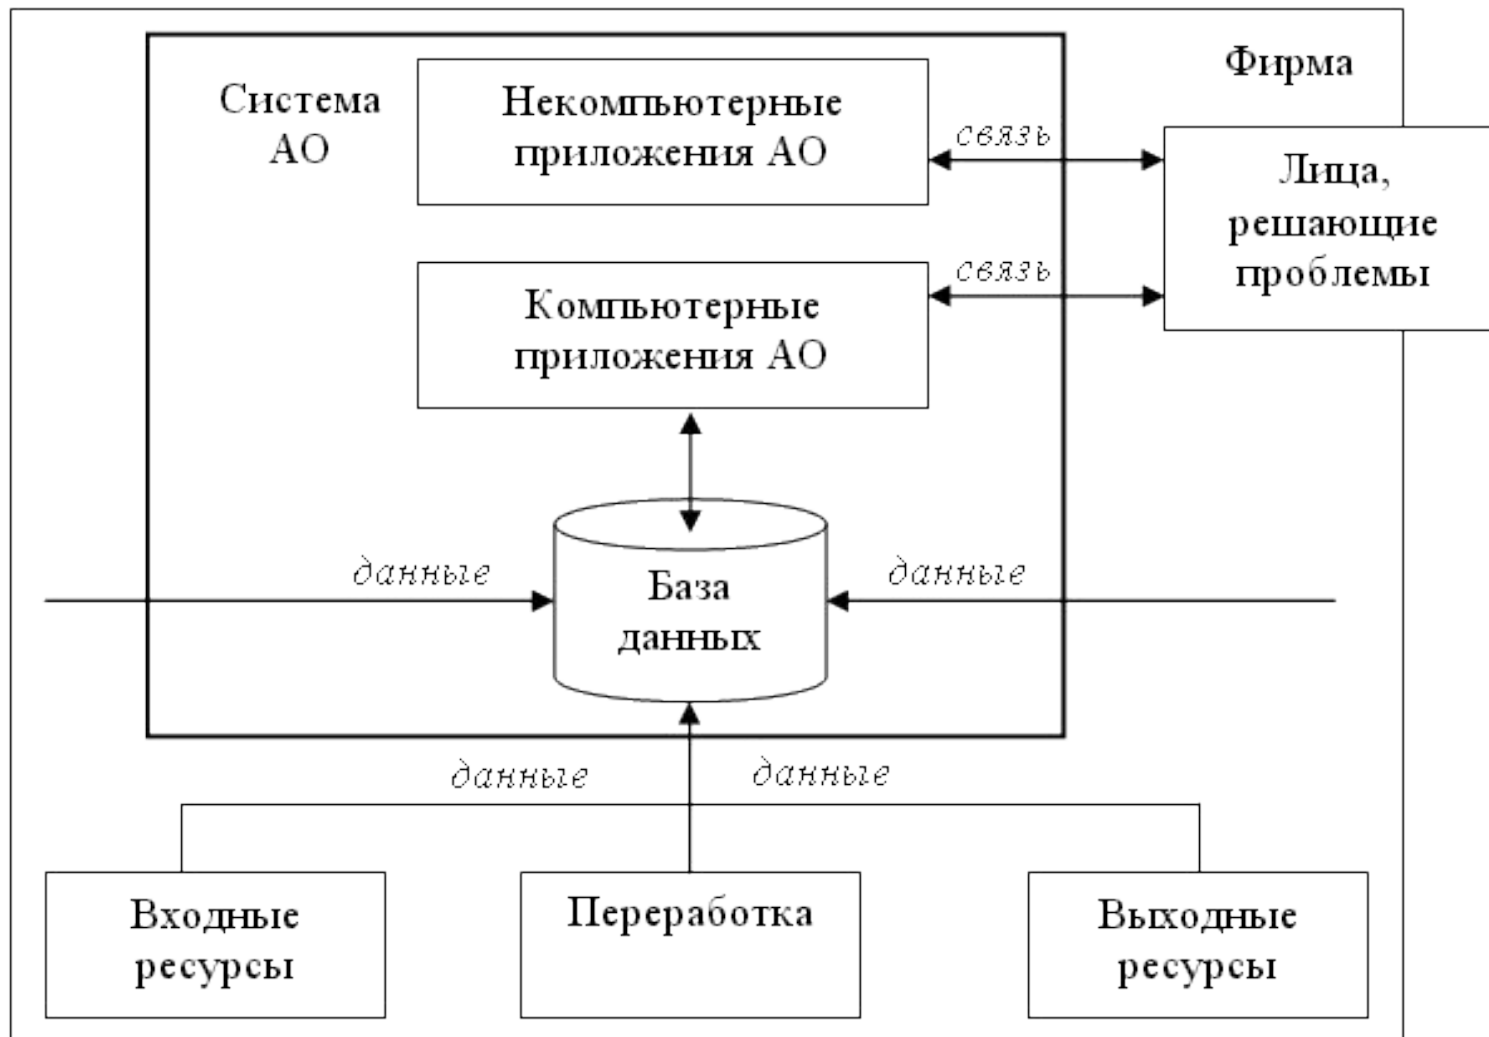 Фирма
Система
АО
Некомпьютерные
приложения АО
связь
Лица,
решающие
проблемы
связь
Компьютерные
приложения АО
данные
данные
База
данных
данные
данные
Входные
ресурсы
Переработка
Выходные
ресурсы